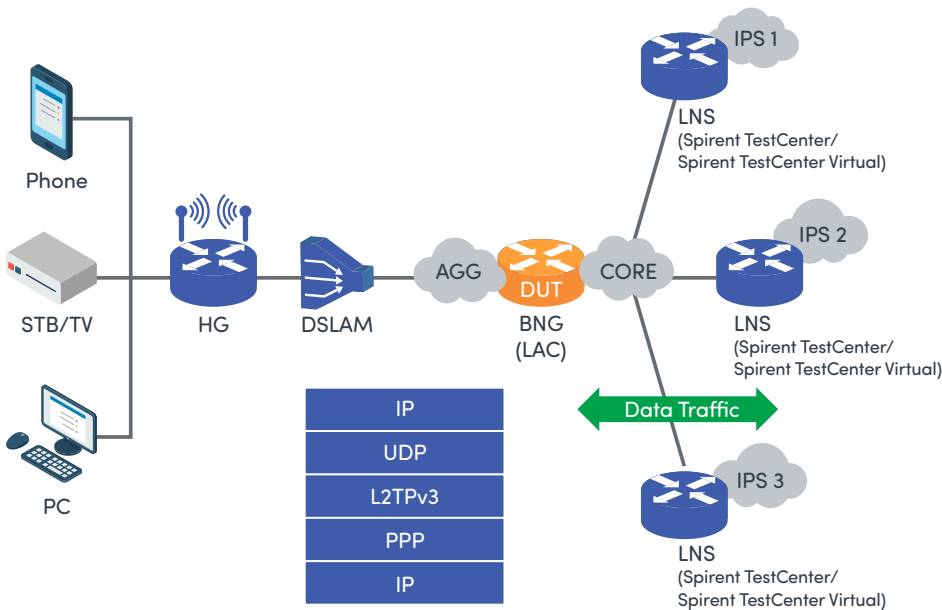 IPS 1
LNS
(Spirent TestCenter/
Spirent TestCenter Virtual)
Phone
STB/TV
PC
HG
DSLAM
AGG
DUT
BNG
(LAC)
CORE
IPS 2
LNS
(Spirent TestCenter/
Spirent TestCenter Virtual)
Data Traffic
IP
UDP
L2TPv3
PPP
IP
IPS 3
LNS
(Spirent TestCenter/
Spirent TestCenter Virtual)